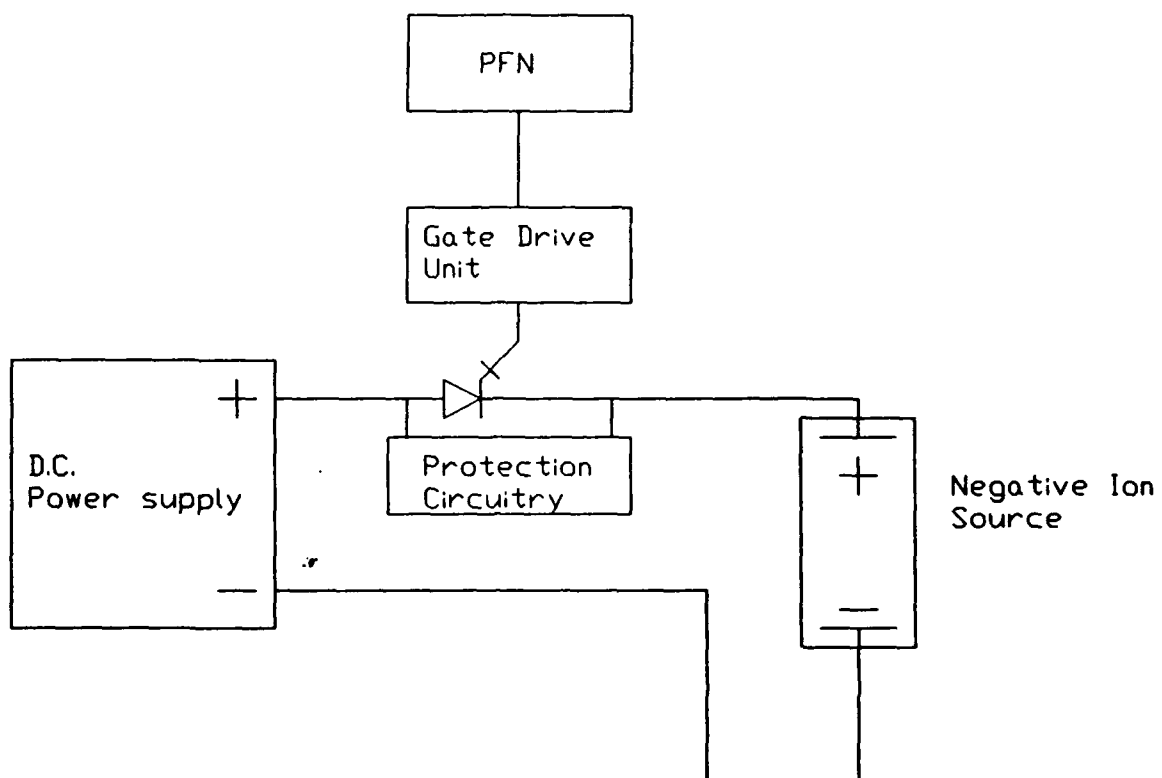 PFN
Gate Drive
Unit
+
D.C.
Power supply
Protection
Circuitry
+
Negative Ion
Source
−
−